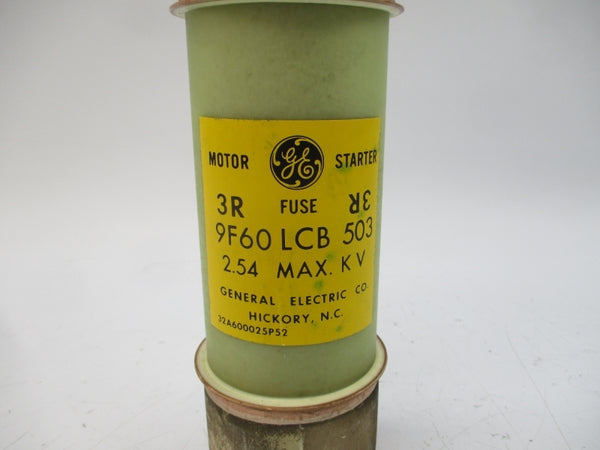 MOTOR GE STARTER
3R FUSE 3R
9F60 LCB 503
2.54 MAX. KV
GENERAL ELECTRIC CO.
HICKORY, N.C.
32A600025P52